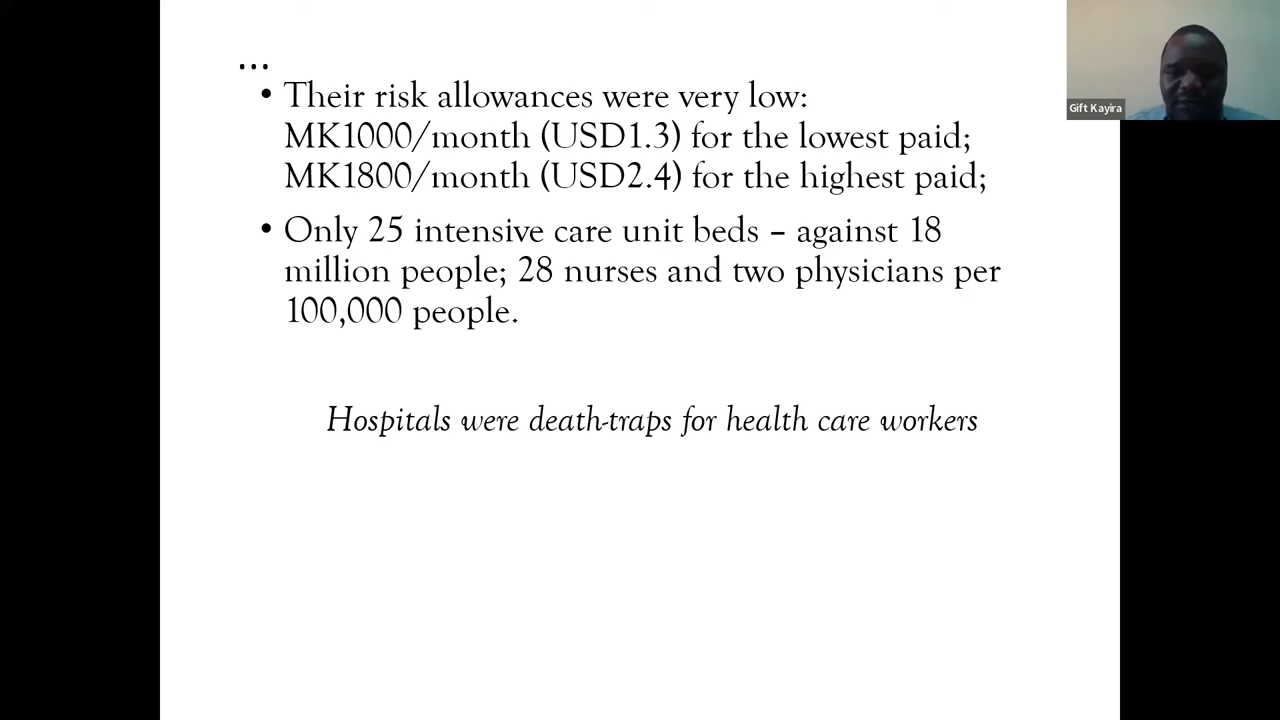 ...
• Their risk allowances were very low:
MK1000/month (USD1.3) for the lowest paid;
MK1800/month (USD2.4) for the highest paid;
• Only 25 intensive care unit beds – against 18
million people; 28 nurses and two physicians per
100,000 people.
Hospitals were death-traps for health care workers
Gift Kayira